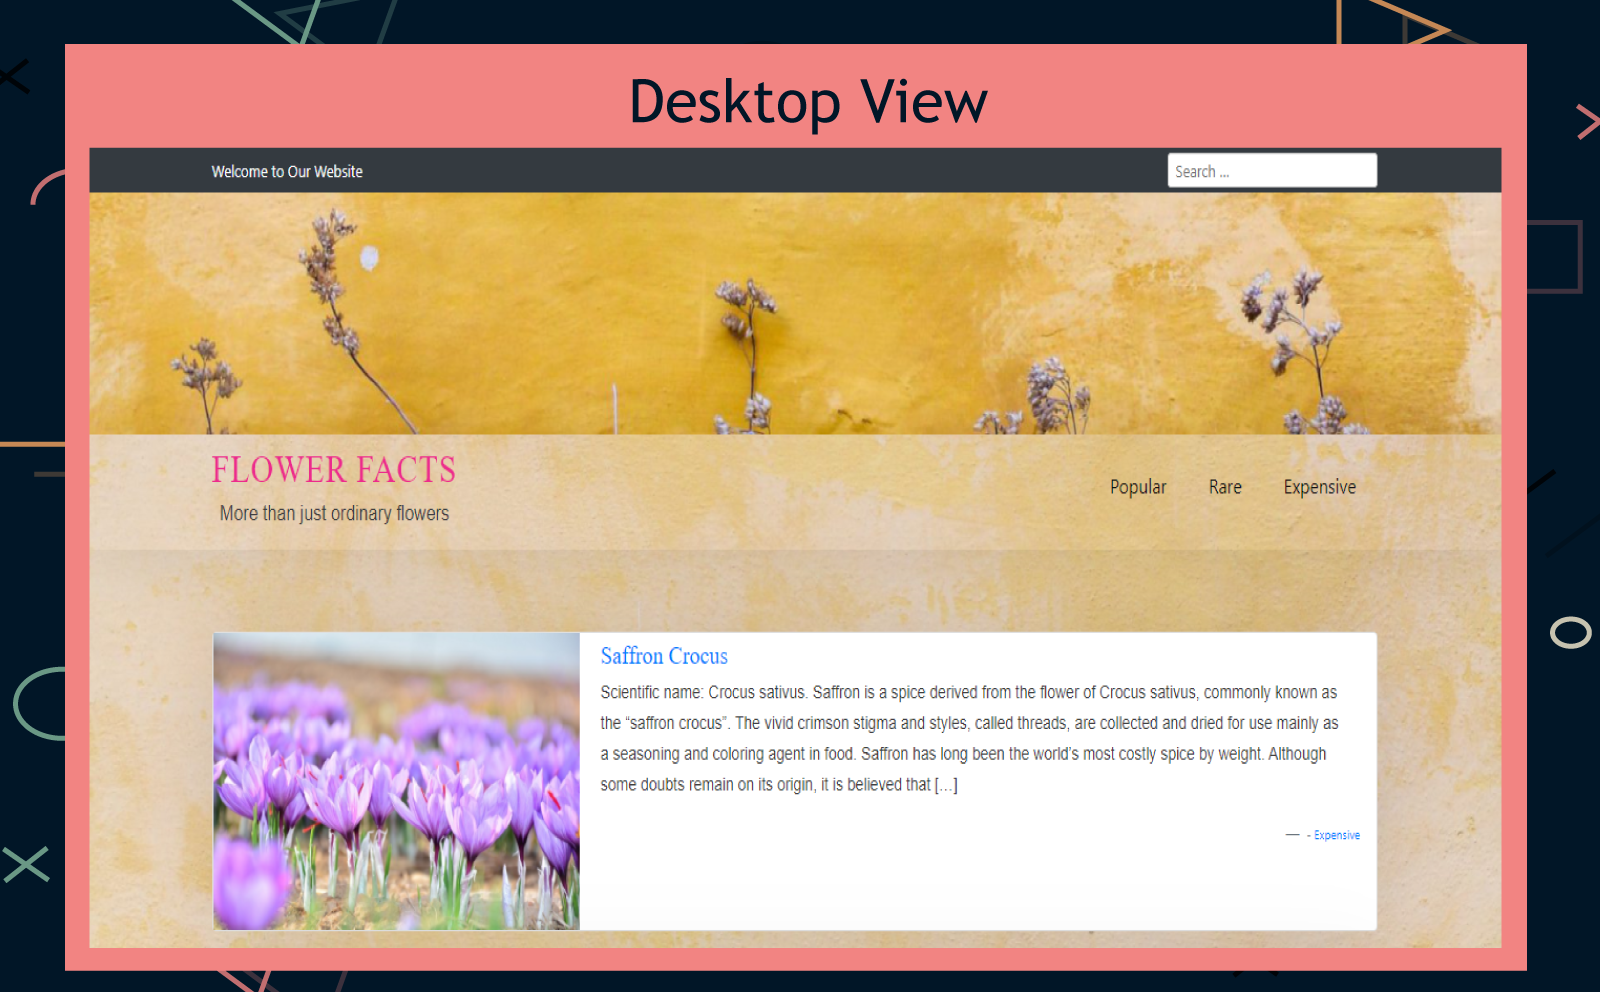 Desktop View
Welcome to Our Website
Search ...
FLOWER FACTS
More than just ordinary flowers
Popular Rare Expensive
Saffron Crocus
Scientific name: Crocus sativus. Saffron is a spice derived from the flower of Crocus sativus, commonly known as
the “saffron crocus”. The vivid crimson stigma and styles, called threads, are collected and dried for use mainly as
a seasoning and coloring agent in food. Saffron has long been the world’s most costly spice by weight. Although
some doubts remain on its origin, it is believed that […]
— - Expensive